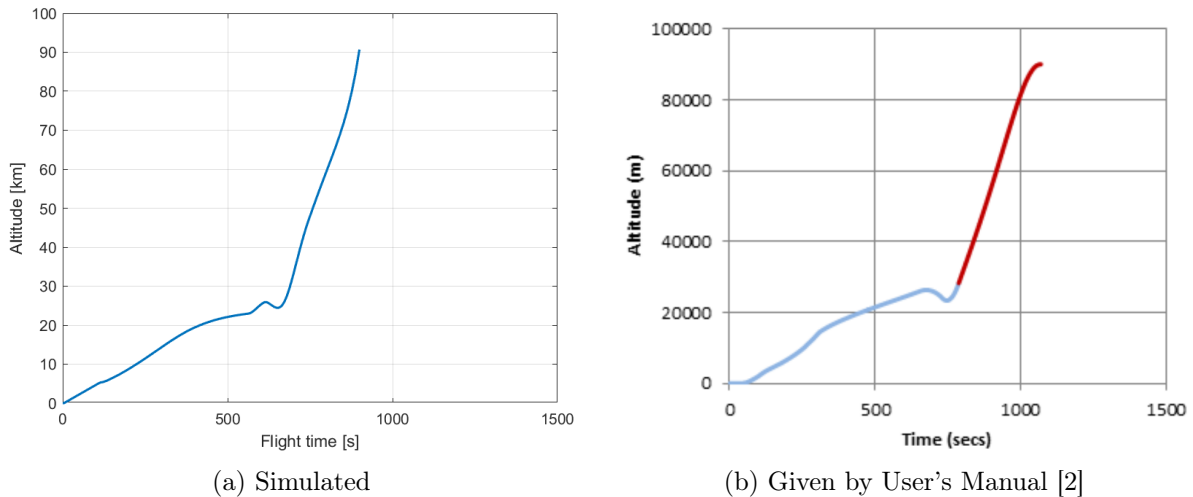 100
90
80
70
60
50
40
30
20
10
0
Altitude [km]
0 500 1000 1500
Flight time [s]
(a) Simulated
100000
80000
60000
40000
20000
0
Altitude (m)
0 500 1000 1500
Time (secs)
(b) Given by User's Manual [2]